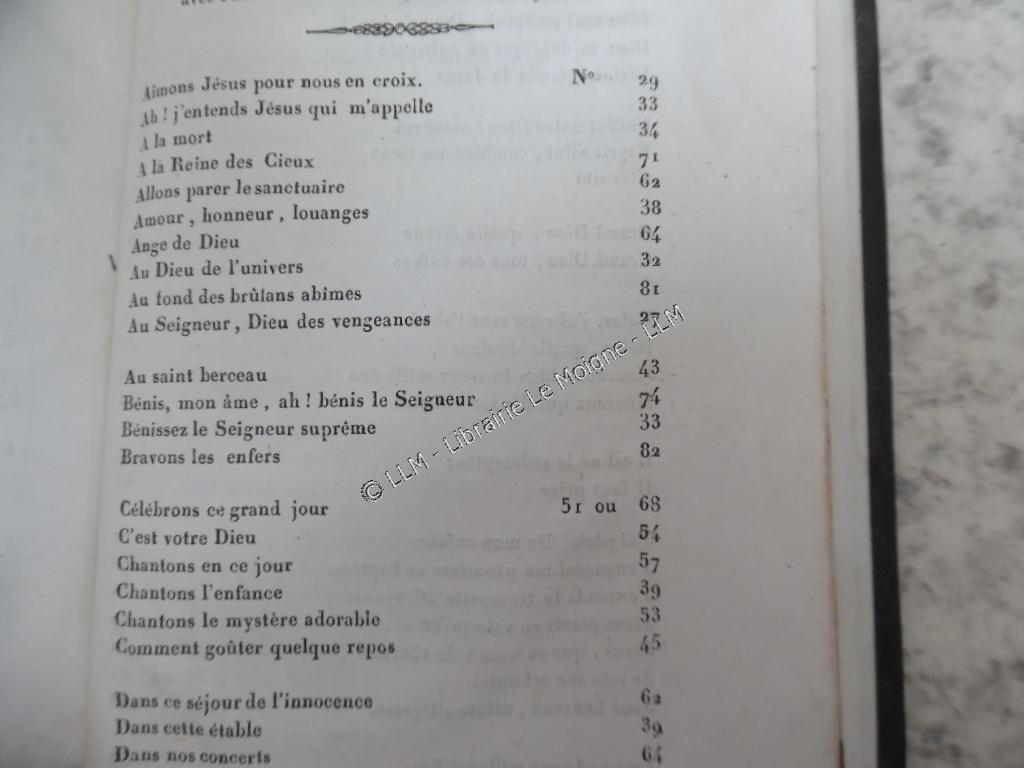 Aimons Jésus pour nous en croix. Nº. 29
Ah ! j'entends Jésus qui m'appelle 33
A la mort 34
A la Reine des Cieux 71
Allons parer le sanctuaire 62
Amour, honneur, louanges 38
Ange de Dieu 64
Au Dieu de l'univers 32
Au fond des brûlans abîmes 81
Au Seigneur, Dieu des vengeances 27
Au saint berceau 43
Bénis, mon âme, ah ! bénis le Seigneur 74
Bénissez le Seigneur suprême 33
Bravons les enfers 82
© LLM - Librairie Le Moigne - LLM
Célébrons ce grand jour 51 ou 68
C'est votre Dieu 54
Chantons en ce jour 57
Chantons l'enfance 39
Chantons le mystère adorable 53
Comment goûter quelque repos 45
Dans ce séjour de l'innocence 62
Dans cette étable 39
Dans nos concerts 64